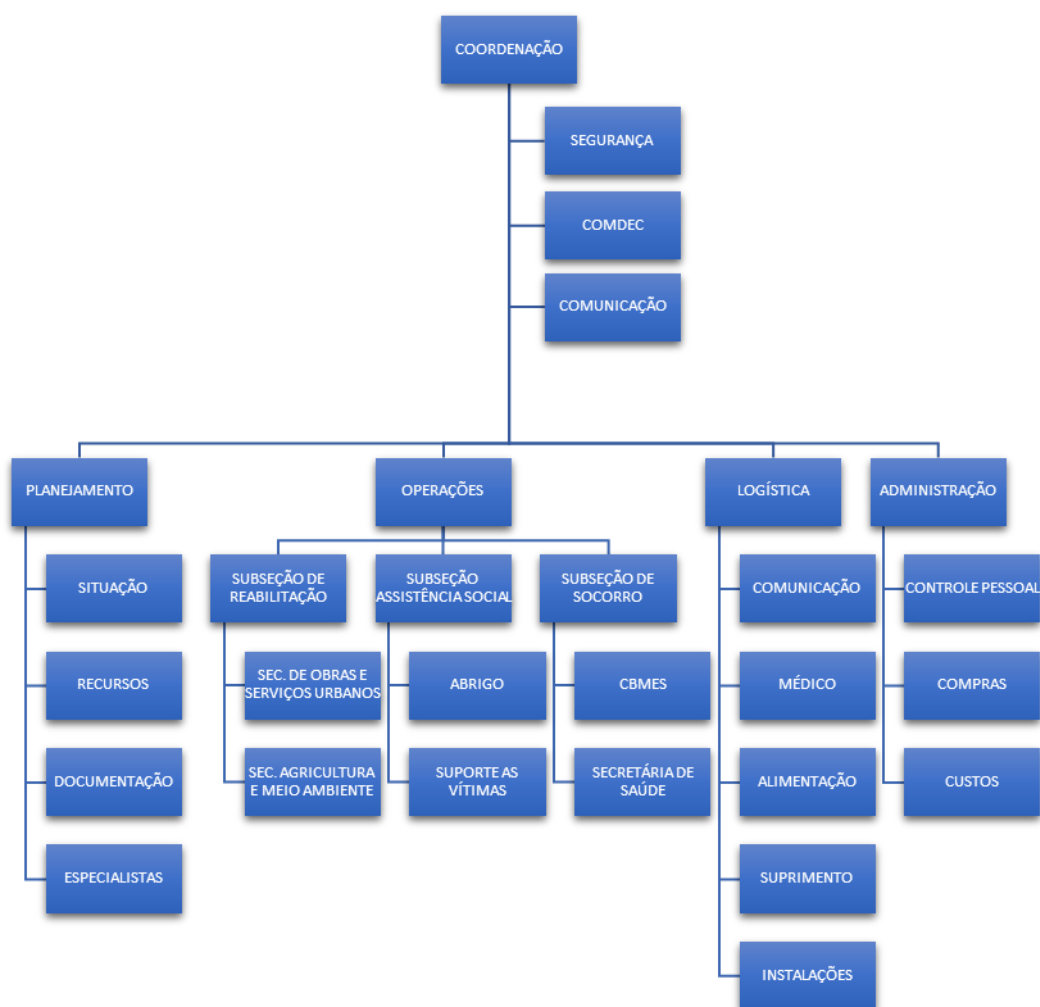 COORDENAÇÃO
SEGURANÇA
COMDEC
COMUNICAÇÃO
PLANEJAMENTO
OPERAÇÕES
LOGÍSTICA
ADMINISTRAÇÃO
SITUAÇÃO
SUBSEÇÃO DE
REABILITAÇÃO
SUBSEÇÃO
ASSISTÊNCIA SOCIAL
SUBSEÇÃO DE
SOCORRO
COMUNICAÇÃO
CONTROLE PESSOAL
RECURSOS
SEC. DE OBRAS E
SERVIÇOS URBANOS
ABRIGO
CBMES
MÉDICO
COMPRAS
DOCUMENTAÇÃO
SEC. AGRICULTURA
E MEIO AMBIENTE
SUPORTE AS
VÍTIMAS
SECRETÁRIA DE
SAÚDE
ALIMENTAÇÃO
CUSTOS
ESPECIALISTAS
SUPRIMENTO
INSTALAÇÕES